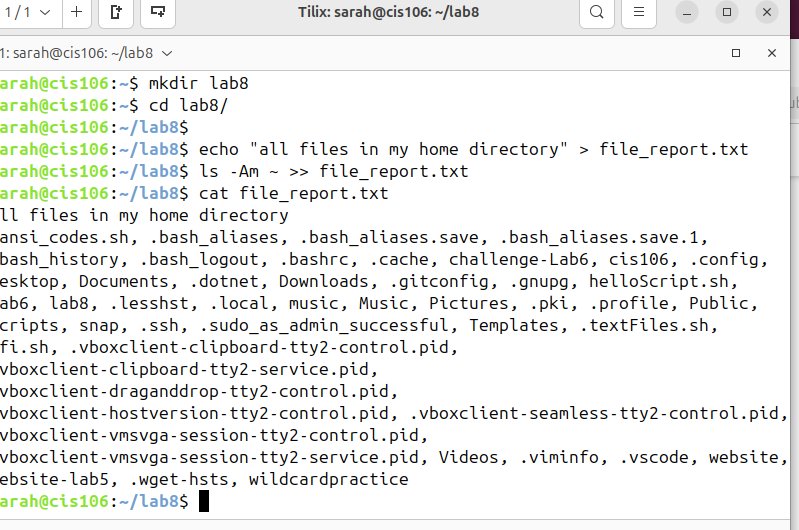 1 / 1
Tilix: sarah@cis106: ~/lab8
1: sarah@cis106: ~/lab8
arah@cis106:~$ mkdir lab8
arah@cis106:~$ cd lab8/
arah@cis106:~/lab8$
arah@cis106:~/lab8$ echo "all files in my home directory" > file_report.txt
arah@cis106:~/lab8$ ls -Am ~ >> file_report.txt
arah@cis106:~/lab8$ cat file_report.txt
ll files in my home directory
ansi_codes.sh, .bash_aliases, .bash_aliases.save, .bash_aliases.save.1,
bash_history, .bash_logout, .bashrc, .cache, challenge-Lab6, cis106, .config,
esktop, Documents, .dotnet, Downloads, .gitconfig, .gnupg, helloScript.sh,
ab6, lab8, .lesshst, .local, music, Music, Pictures, .pki, .profile, Public,
cripts, snap, .ssh, .sudo_as_admin_successful, Templates, .textFiles.sh,
fi.sh, .vboxclient-clipboard-tty2-control.pid,
vboxclient-clipboard-tty2-service.pid,
vboxclient-draganddrop-tty2-control.pid,
vboxclient-hostversion-tty2-control.pid, .vboxclient-seamless-tty2-control.pid,
vboxclient-vmsvga-session-tty2-control.pid,
vboxclient-vmsvga-session-tty2-service.pid, Videos, .viminfo, .vscode, website,
ebsite-lab5, .wget-hsts, wildcardpractice
arah@cis106:~/lab8$